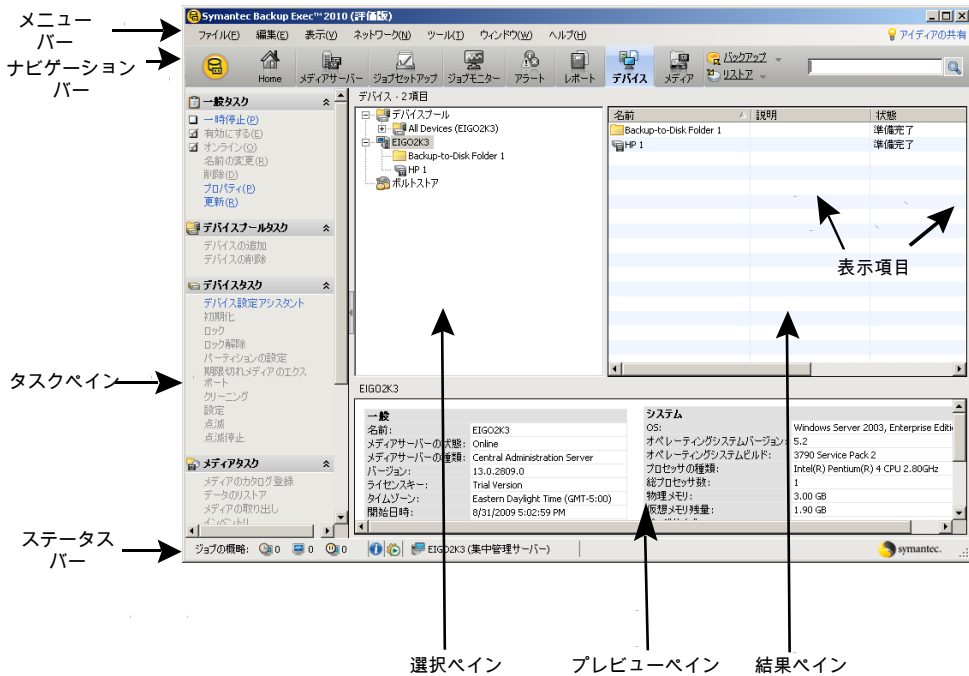 Symantec Backup Exec™ 2010 (評価版)
メニュー
バー
ファイル(F) 編集(E) 表示(V) ネットワーク(N) ツール(T) ウィンドウ(W) ヘルプ(H) アイディアの共有
ナビゲーション
バー
Home メディアサーバー ジョブセットアップ ジョブモニター アラート レポート デバイス メディア
バックアップ
リストア
一般タスク
一時停止(P)
有効にする(E)
オンライン(O)
名前の変更(R)
削除(D)
プロパティ(P)
更新(R)
デバイスプールタスク
デバイスの追加
デバイスの削除
デバイスタスク
デバイス設定アシスタント
初期化
ロック
ロック解除
パーティションの設定
期限切れメディアのエクス
ポート
クリーニング
設定
点滅
点滅停止
メディアタスク
メディアのカタログ登録
データのリストア
メディアの取り出し
インベントリ
タスクペイン
デバイス - 2項目
デバイスプール
All Devices (EIGO2K3)
EIGO2K3
Backup-to-Disk Folder 1
HP 1
ボルトストア
名前 説明 状態
Backup-to-Disk Folder 1 準備完了
HP 1 準備完了
表示項目
EIGO2K3
一般
名前: EIGO2K3
メディアサーバーの状態: Online
メディアサーバーの種類: Central Administration Server
バージョン: 13.0.2809.0
ライセンスキー: Trial Version
タイムゾーン: Eastern Daylight Time (GMT-5:00)
開始日時: 8/31/2009 5:02:59 PM
システム
OS: Windows Server 2003, Enterprise Editi
オペレーティングシステムバージョン: 5.2
オペレーティングシステムビルド: 3790 Service Pack 2
プロセッサの種類: Intel(R) Pentium(R) 4 CPU 2.80GHz
総プロセッサ数: 1
物理メモリ: 3.00 GB
仮想メモリ残量: 1.90 GB
ステータス
バー
ジョブの概略: 0 0 0 EIGO2K3 (集中管理サーバー) symantec.
選択ペイン プレビューペイン 結果ペイン